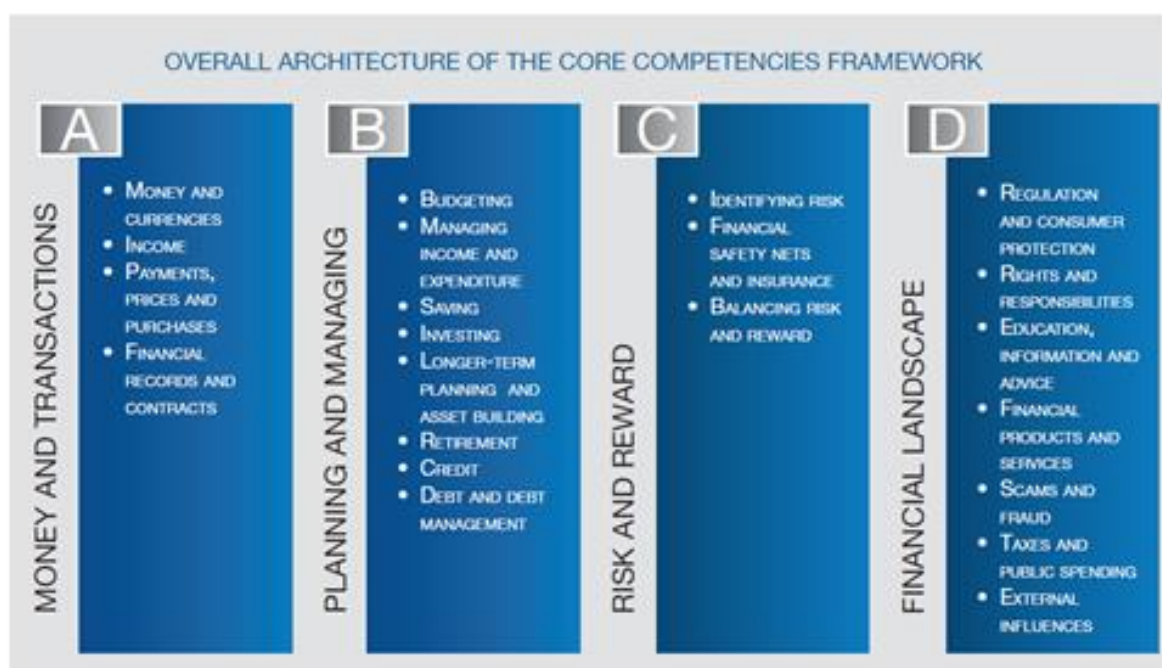 OVERALL ARCHITECTURE OF THE CORE COMPETENCIES FRAMEWORK
A
MONEY AND TRANSACTIONS
• MONEY AND
CURRENCIES
• INCOME
• PAYMENTS,
PRICES AND
PURCHASES
• FINANCIAL
RECORDS AND
CONTRACTS
B
PLANNING AND MANAGING
• BUDGETING
• MANAGING
INCOME AND
EXPENDITURE
• SAVING
• INVESTING
• LONGER-TERM
PLANNING AND
ASSET BUILDING
• RETIREMENT
• CREDIT
• DEBT AND DEBT
MANAGEMENT
C
RISK AND REWARD
• IDENTIFYING RISK
• FINANCIAL
SAFETY NETS
AND INSURANCE
• BALANCING RISK
AND REWARD
D
FINANCIAL LANDSCAPE
• REGULATION
AND CONSUMER
PROTECTION
• RIGHTS AND
RESPONSIBILITIES
• EDUCATION,
INFORMATION AND
ADVICE
• FINANCIAL
PRODUCTS AND
SERVICES
• SCAMS AND
FRAUD
• TAXES AND
PUBLIC SPENDING
• EXTERNAL
INFLUENCES